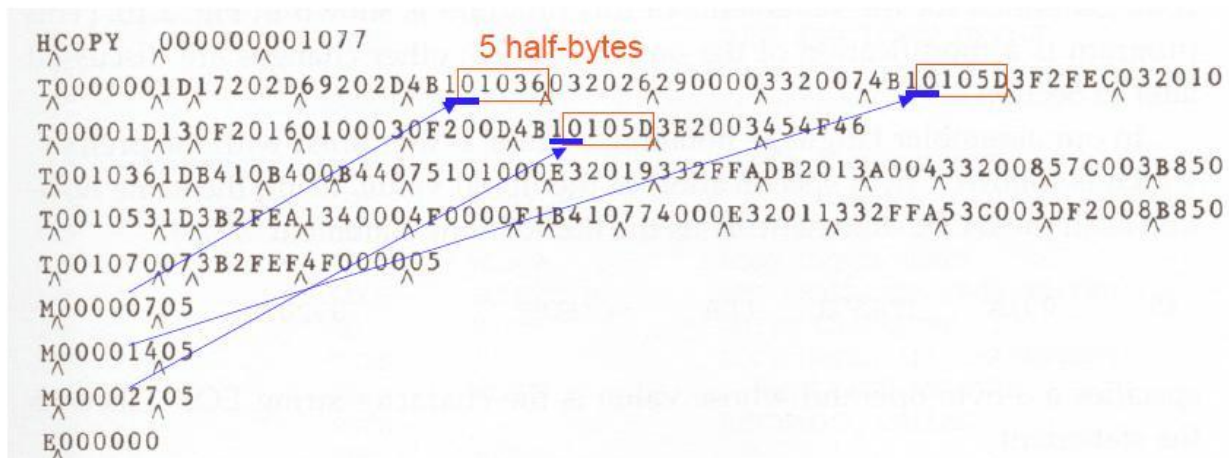 HCOPY 000000001077
5 half-bytes
T0000001D17202D69202D4B1010360320262900003320074B10105D3F2FEC032010
T00001D130F20160100030F200D4B10105D3E2003454F46
T0010361DB410B400B44075101000E32019332FFADB2013A00433200857C003B850
T0010531D3B2FEA1340004F0000F1B410774000E32011332FFA53C003DF2008B850
T001070073B2FEF4F000005
M00000705
M00001405
M00002705
E000000